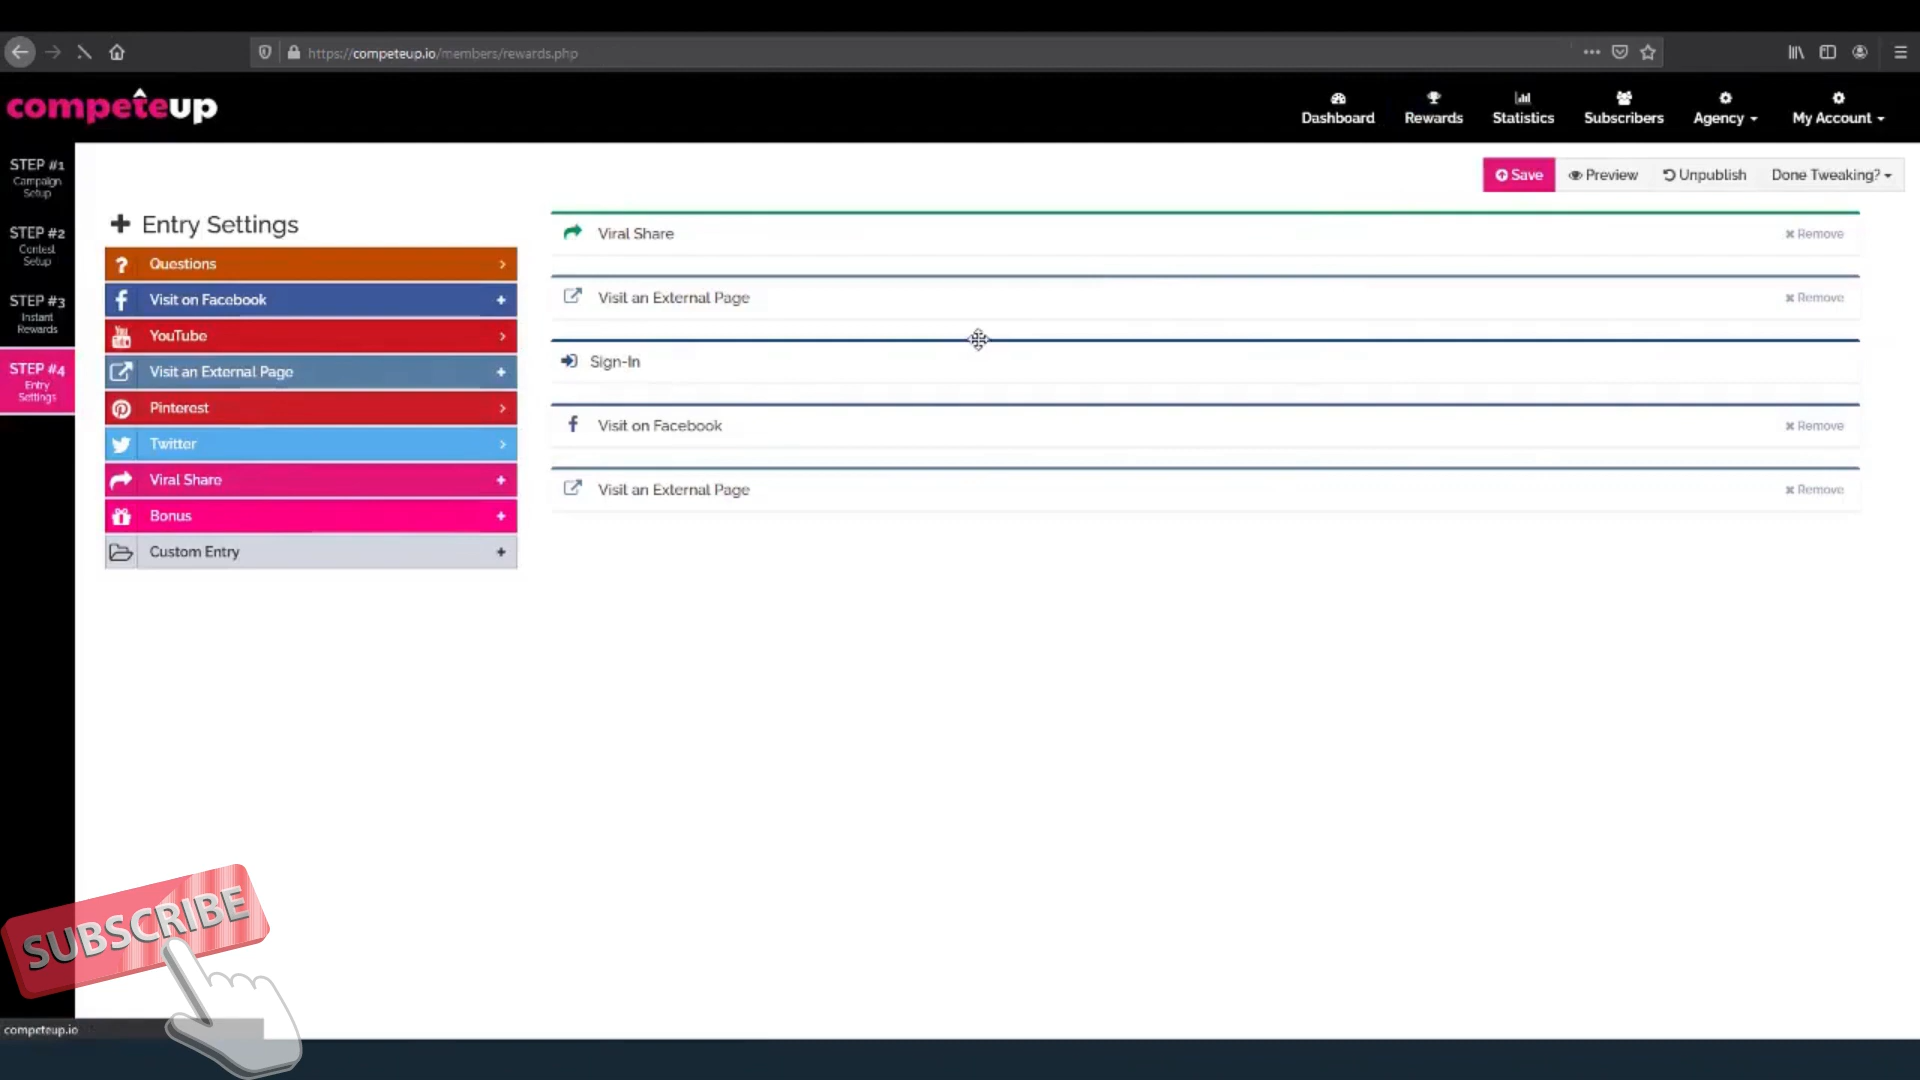 https://competeup.io/members/rewards.php
competeup
Dashboard
Rewards
Statistics
Subscribers
Agency
My Account
STEP #1
Campaign
Setup
STEP #2
Contest
Setup
STEP #3
Instant
Rewards
STEP #4
Entry
Settings
Save
Preview
Unpublish
Done Tweaking?
Entry Settings
Questions
Visit on Facebook
YouTube
Visit an External Page
Pinterest
Twitter
Viral Share
Bonus
Custom Entry
Viral Share
Remove
Visit an External Page
Remove
Sign-In
Visit on Facebook
Remove
Visit an External Page
Remove
SUBSCRIBE
competeup.io